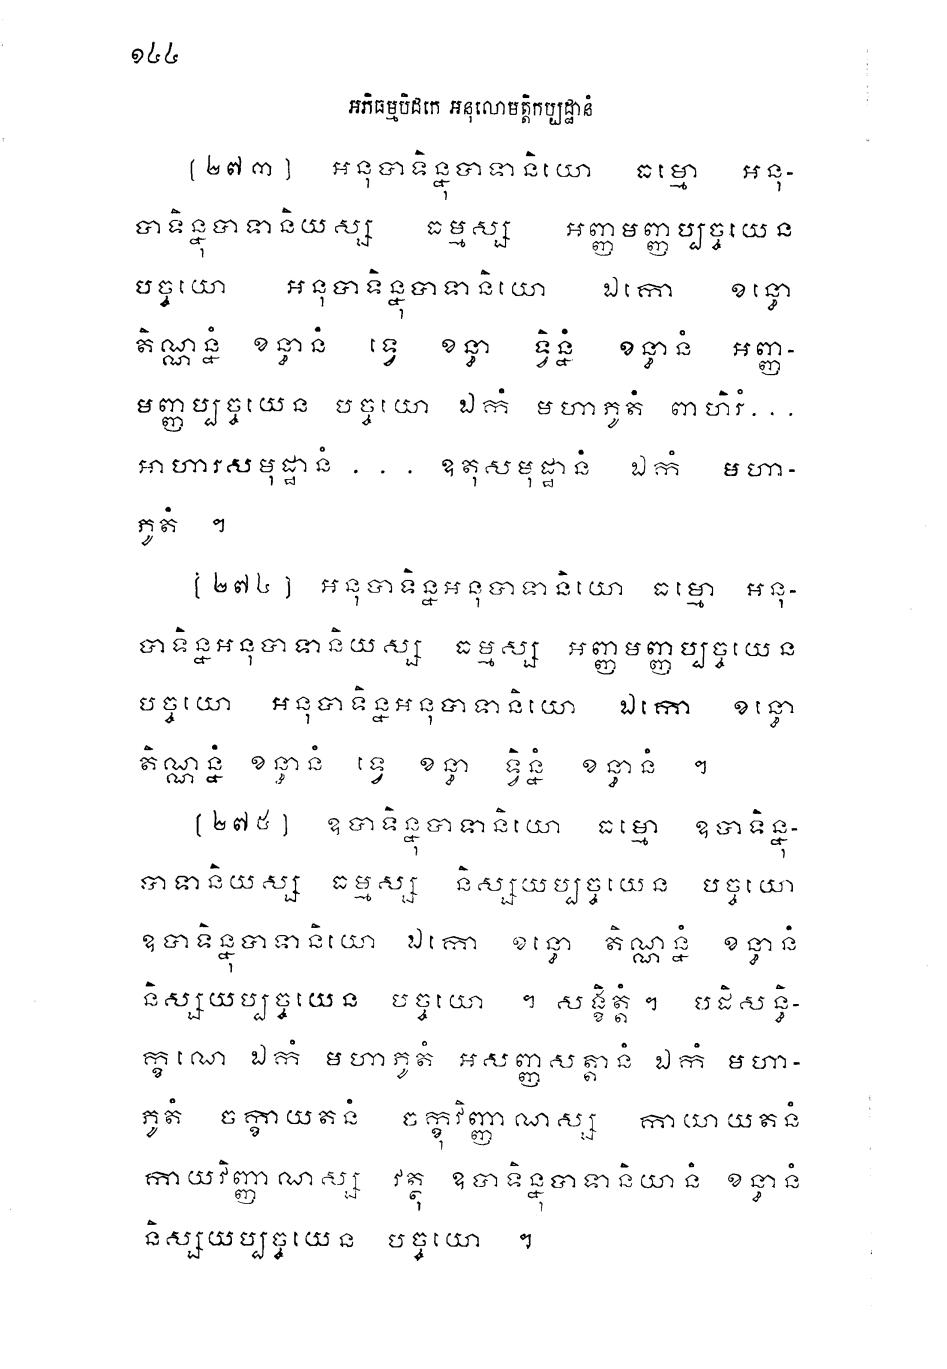 ១៤៤
អភិធម្មបិដកេ អនុលោមត្តិកប្បដ្ឋានំ
[២៧៣] អនុបាទិន្នុបាទានិយោ ធម្មោ អនុ-
បាទិន្នុបាទានិយស្ស ធម្មស្ស អញ្ញមញ្ញប្បច្ចយេន
បច្ចយោ អនុបាទិន្នុបាទានិយោ ឯកោ ខន្ធោ
តិណ្ណន្នំ ខន្ធានំ ទ្វេ ខន្ធា ទ្វិន្នំ ខន្ធានំ អញ្ញ-
មញ្ញប្បច្ចយេន បច្ចយោ ឯកំ មហាភូតំ ពាហិរំ...
អាហារសមុដ្ឋានំ ... ឧតុសមុដ្ឋានំ ឯកំ មហា-
ភូតំ ។
[២៧៤] អនុបាទិន្នអនុបាទានិយោ ធម្មោ អនុ-
បាទិន្នអនុបាទានិយស្ស ធម្មស្ស អញ្ញមញ្ញប្បច្ចយេន
បច្ចយោ អនុបាទិន្នអនុបាទានិយោ ឯកោ ខន្ធោ
តិណ្ណន្នំ ខន្ធានំ ទ្វេ ខន្ធា ទ្វិន្នំ ខន្ធានំ ។
[២៧៥] ឧបាទិន្នុបាទានិយោ ធម្មោ ឧបាទិន្នុ-
បាទានិយស្ស ធម្មស្ស និស្សយប្បច្ចយេន បច្ចយោ
ឧបាទិន្នុបាទានិយោ ឯកោ ខន្ធោ តិណ្ណន្នំ ខន្ធានំ
និស្សយប្បច្ចយេន បច្ចយោ ។ សង្ខិត្តំ ។ បដិសន្ធិ-
ក្ខណេ ឯកំ មហាភូតំ អសញ្ញសត្តានំ ឯកំ មហា-
ភូតំ ចក្ខាយតនំ ចក្ខុវិញ្ញាណស្ស កាយាយតនំ
កាយវិញ្ញាណស្ស វត្ថុ ឧបាទិន្នុបាទានិយានំ ខន្ធានំ
និស្សយប្បច្ចយេន បច្ចយោ ។